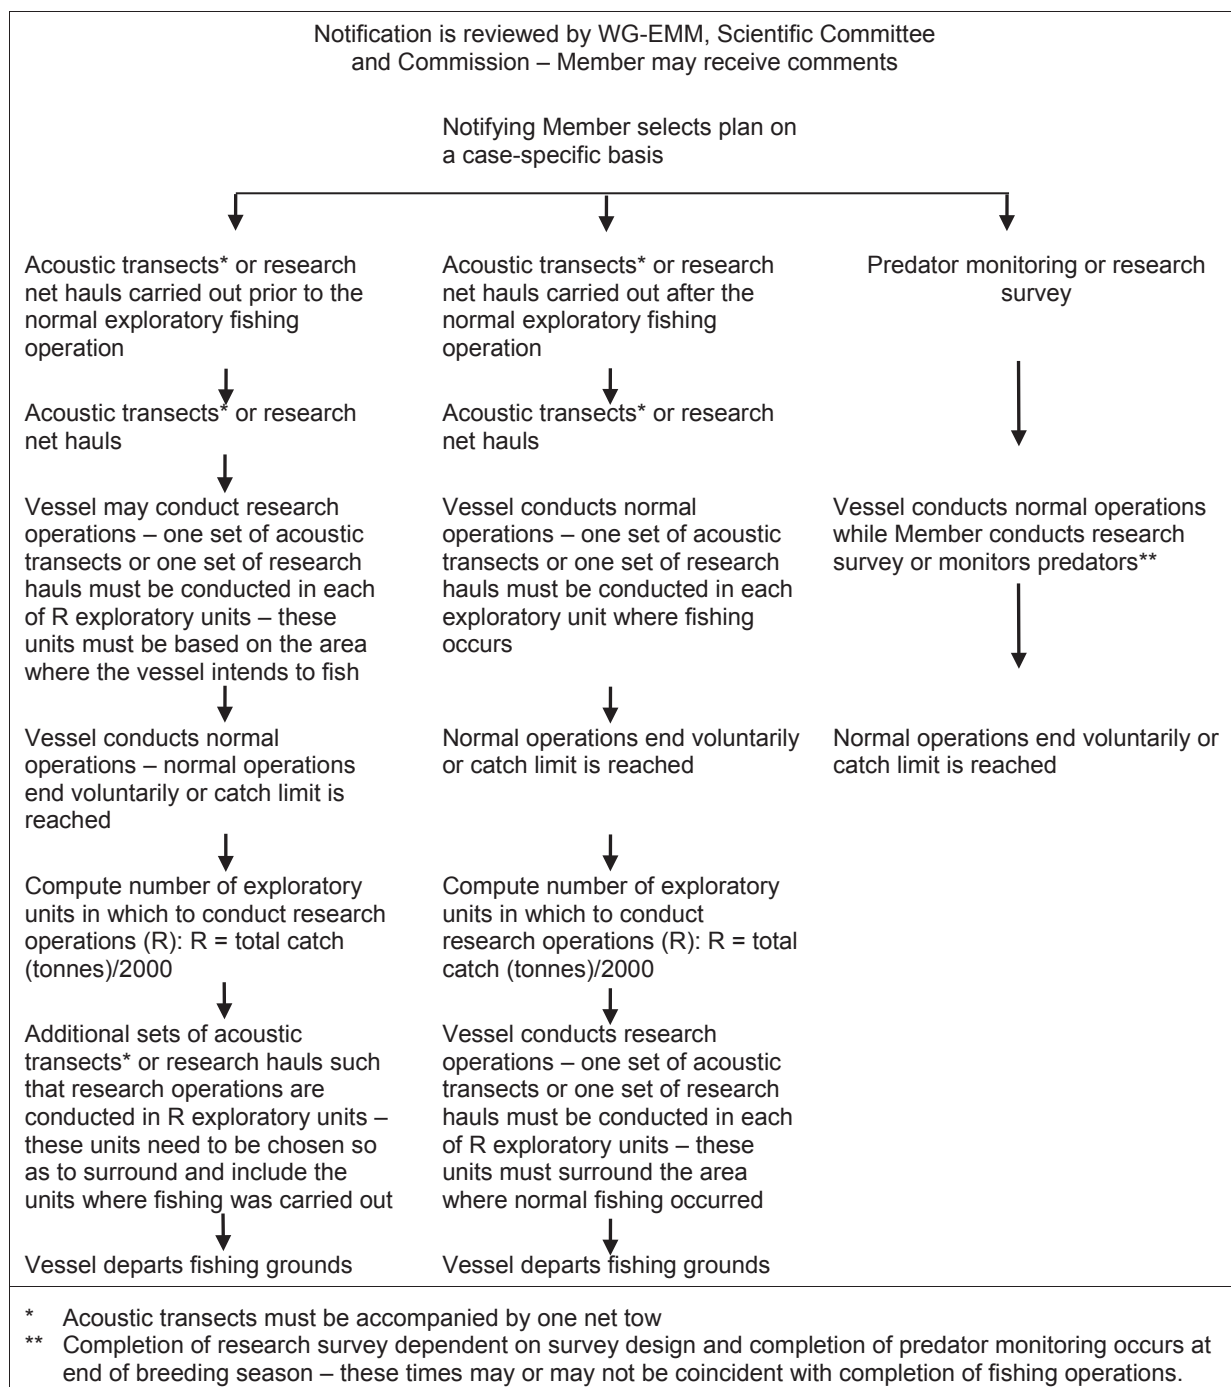 Notification is reviewed by WG-EMM, Scientific Committee
and Commission – Member may receive comments
Notifying Member selects plan on
a case-specific basis
Acoustic transects* or research
net hauls carried out prior to the
normal exploratory fishing
operation
Acoustic transects* or research
net hauls
Vessel may conduct research
operations – one set of acoustic
transects or one set of research
hauls must be conducted in each
of R exploratory units – these
units must be based on the area
where the vessel intends to fish
Vessel conducts normal
operations – normal operations
end voluntarily or catch limit is
reached
Compute number of exploratory
units in which to conduct research
operations (R): R = total catch
(tonnes)/2000
Additional sets of acoustic
transects* or research hauls such
that research operations are
conducted in R exploratory units –
these units need to be chosen so
as to surround and include the
units where fishing was carried out
Vessel departs fishing grounds
Acoustic transects* or research
net hauls carried out after the
normal exploratory fishing
operation
Acoustic transects* or research
net hauls
Vessel conducts normal
operations – one set of acoustic
transects or one set of research
hauls must be conducted in each
exploratory unit where fishing
occurs
Normal operations end voluntarily
or catch limit is reached
Compute number of exploratory
units in which to conduct
research operations (R): R = total
catch (tonnes)/2000
Vessel conducts research
operations – one set of acoustic
transects or one set of research
hauls must be conducted in each
of R exploratory units – these
units must surround the area
where normal fishing occurred
Vessel departs fishing grounds
Predator monitoring or research
survey
Vessel conducts normal operations
while Member conducts research
survey or monitors predators**
Normal operations end voluntarily or
catch limit is reached
* Acoustic transects must be accompanied by one net tow
** Completion of research survey dependent on survey design and completion of predator monitoring occurs at
end of breeding season – these times may or may not be coincident with completion of fishing operations.